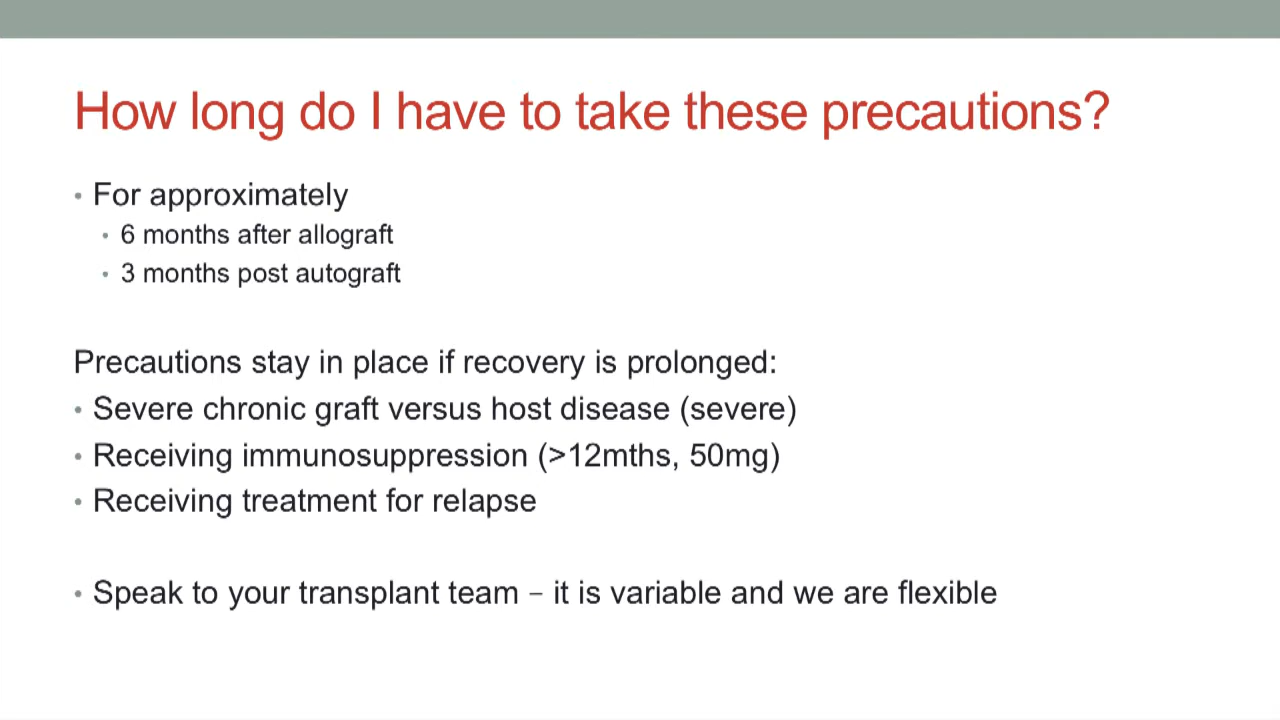 How long do I have to take these precautions?
• For approximately
• 6 months after allograft
• 3 months post autograft
Precautions stay in place if recovery is prolonged:
• Severe chronic graft versus host disease (severe)
• Receiving immunosuppression (>12mths, 50mg)
• Receiving treatment for relapse
• Speak to your transplant team – it is variable and we are flexible